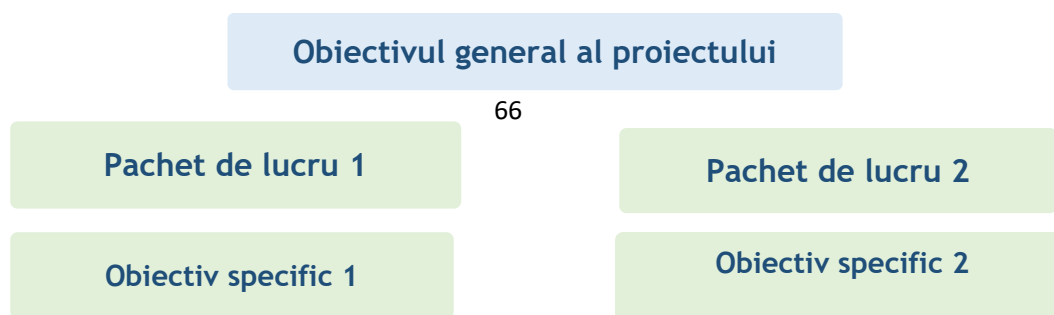 Obiectivul general al proiectului
66
Pachet de lucru 1
Pachet de lucru 2
Obiectiv specific 1
Obiectiv specific 2